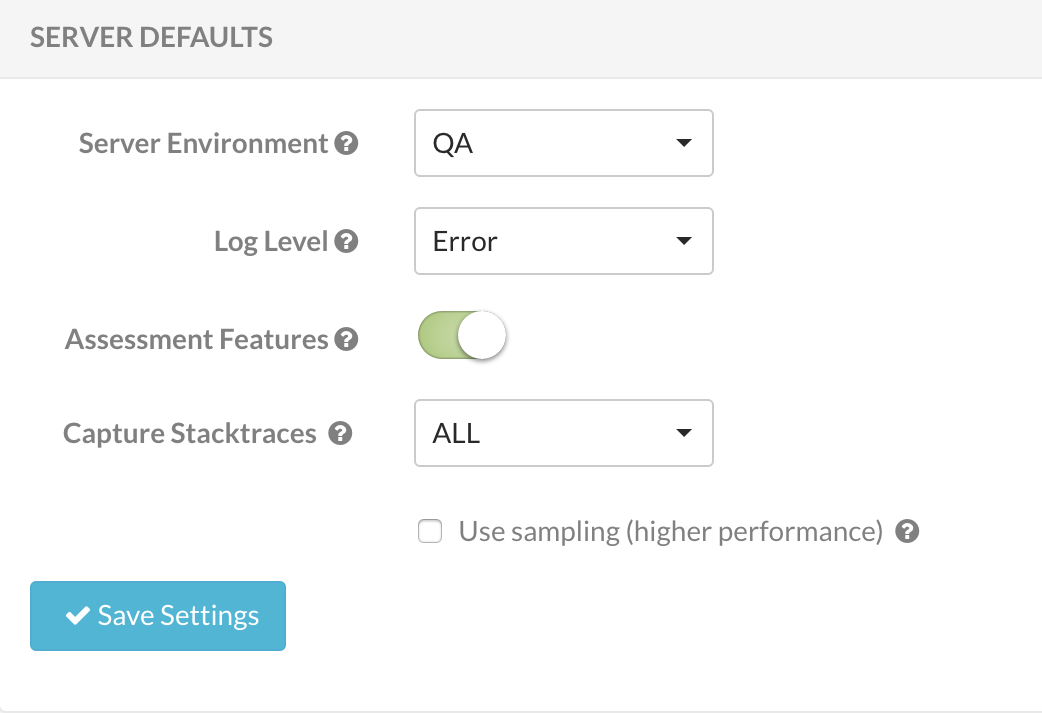 SERVER DEFAULTS
Server Environment ?
QA
Log Level ?
Error
Assessment Features ?
Capture Stacktraces ?
ALL
Use sampling (higher performance) ?
Save Settings